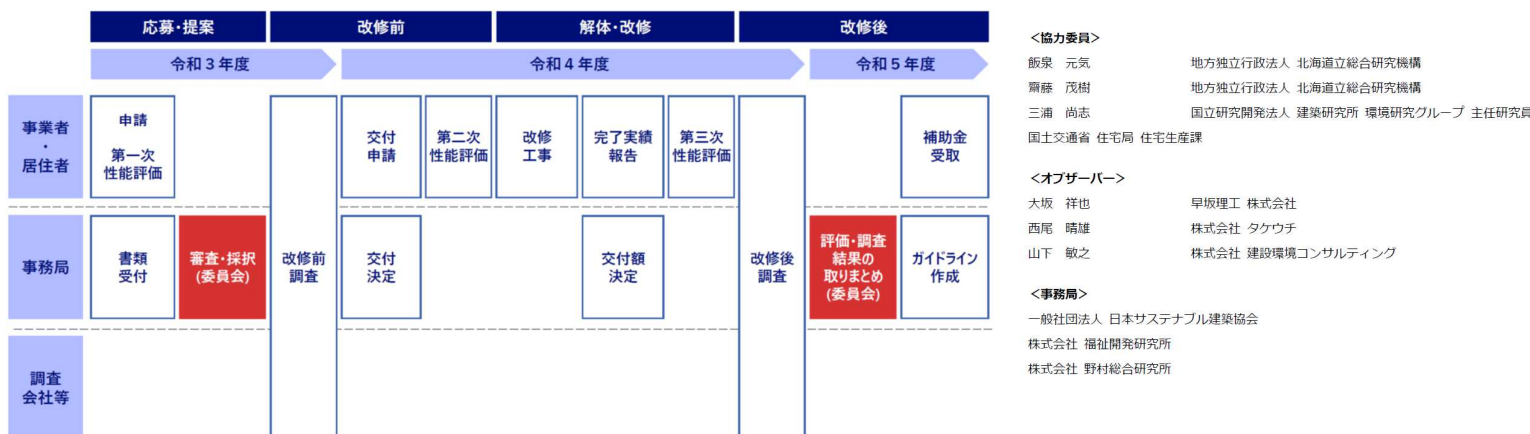 応募・提案
改修前
解体・改修
改修後
令和3年度
令和4年度
令和5年度
事業者
・
居住者
申請
第一次
性能評価
交付
申請
第二次
性能評価
改修
工事
完了実績
報告
第三次
性能評価
補助金
受取
事務局
書類
受付
審査・採択
(委員会)
改修前
調査
交付
決定
交付額
決定
改修後
調査
評価・調査
結果の
取りまとめ
(委員会)
ガイドライン
作成
調査
会社等
＜協力委員＞
飯泉 元気 地方独立行政法人 北海道立総合研究機構
齋藤 茂樹 地方独立行政法人 北海道立総合研究機構
三浦 尚志 国立研究開発法人 建築研究所 環境研究グループ 主任研究員
国土交通省 住宅局 住宅生産課
＜オブザーバー＞
大坂 祥也 早坂理工 株式会社
西尾 晴雄 株式会社 タケウチ
山下 敏之 株式会社 建設環境コンサルティング
＜事務局＞
一般社団法人 日本サステナブル建築協会
株式会社 福祉開発研究所
株式会社 野村総合研究所